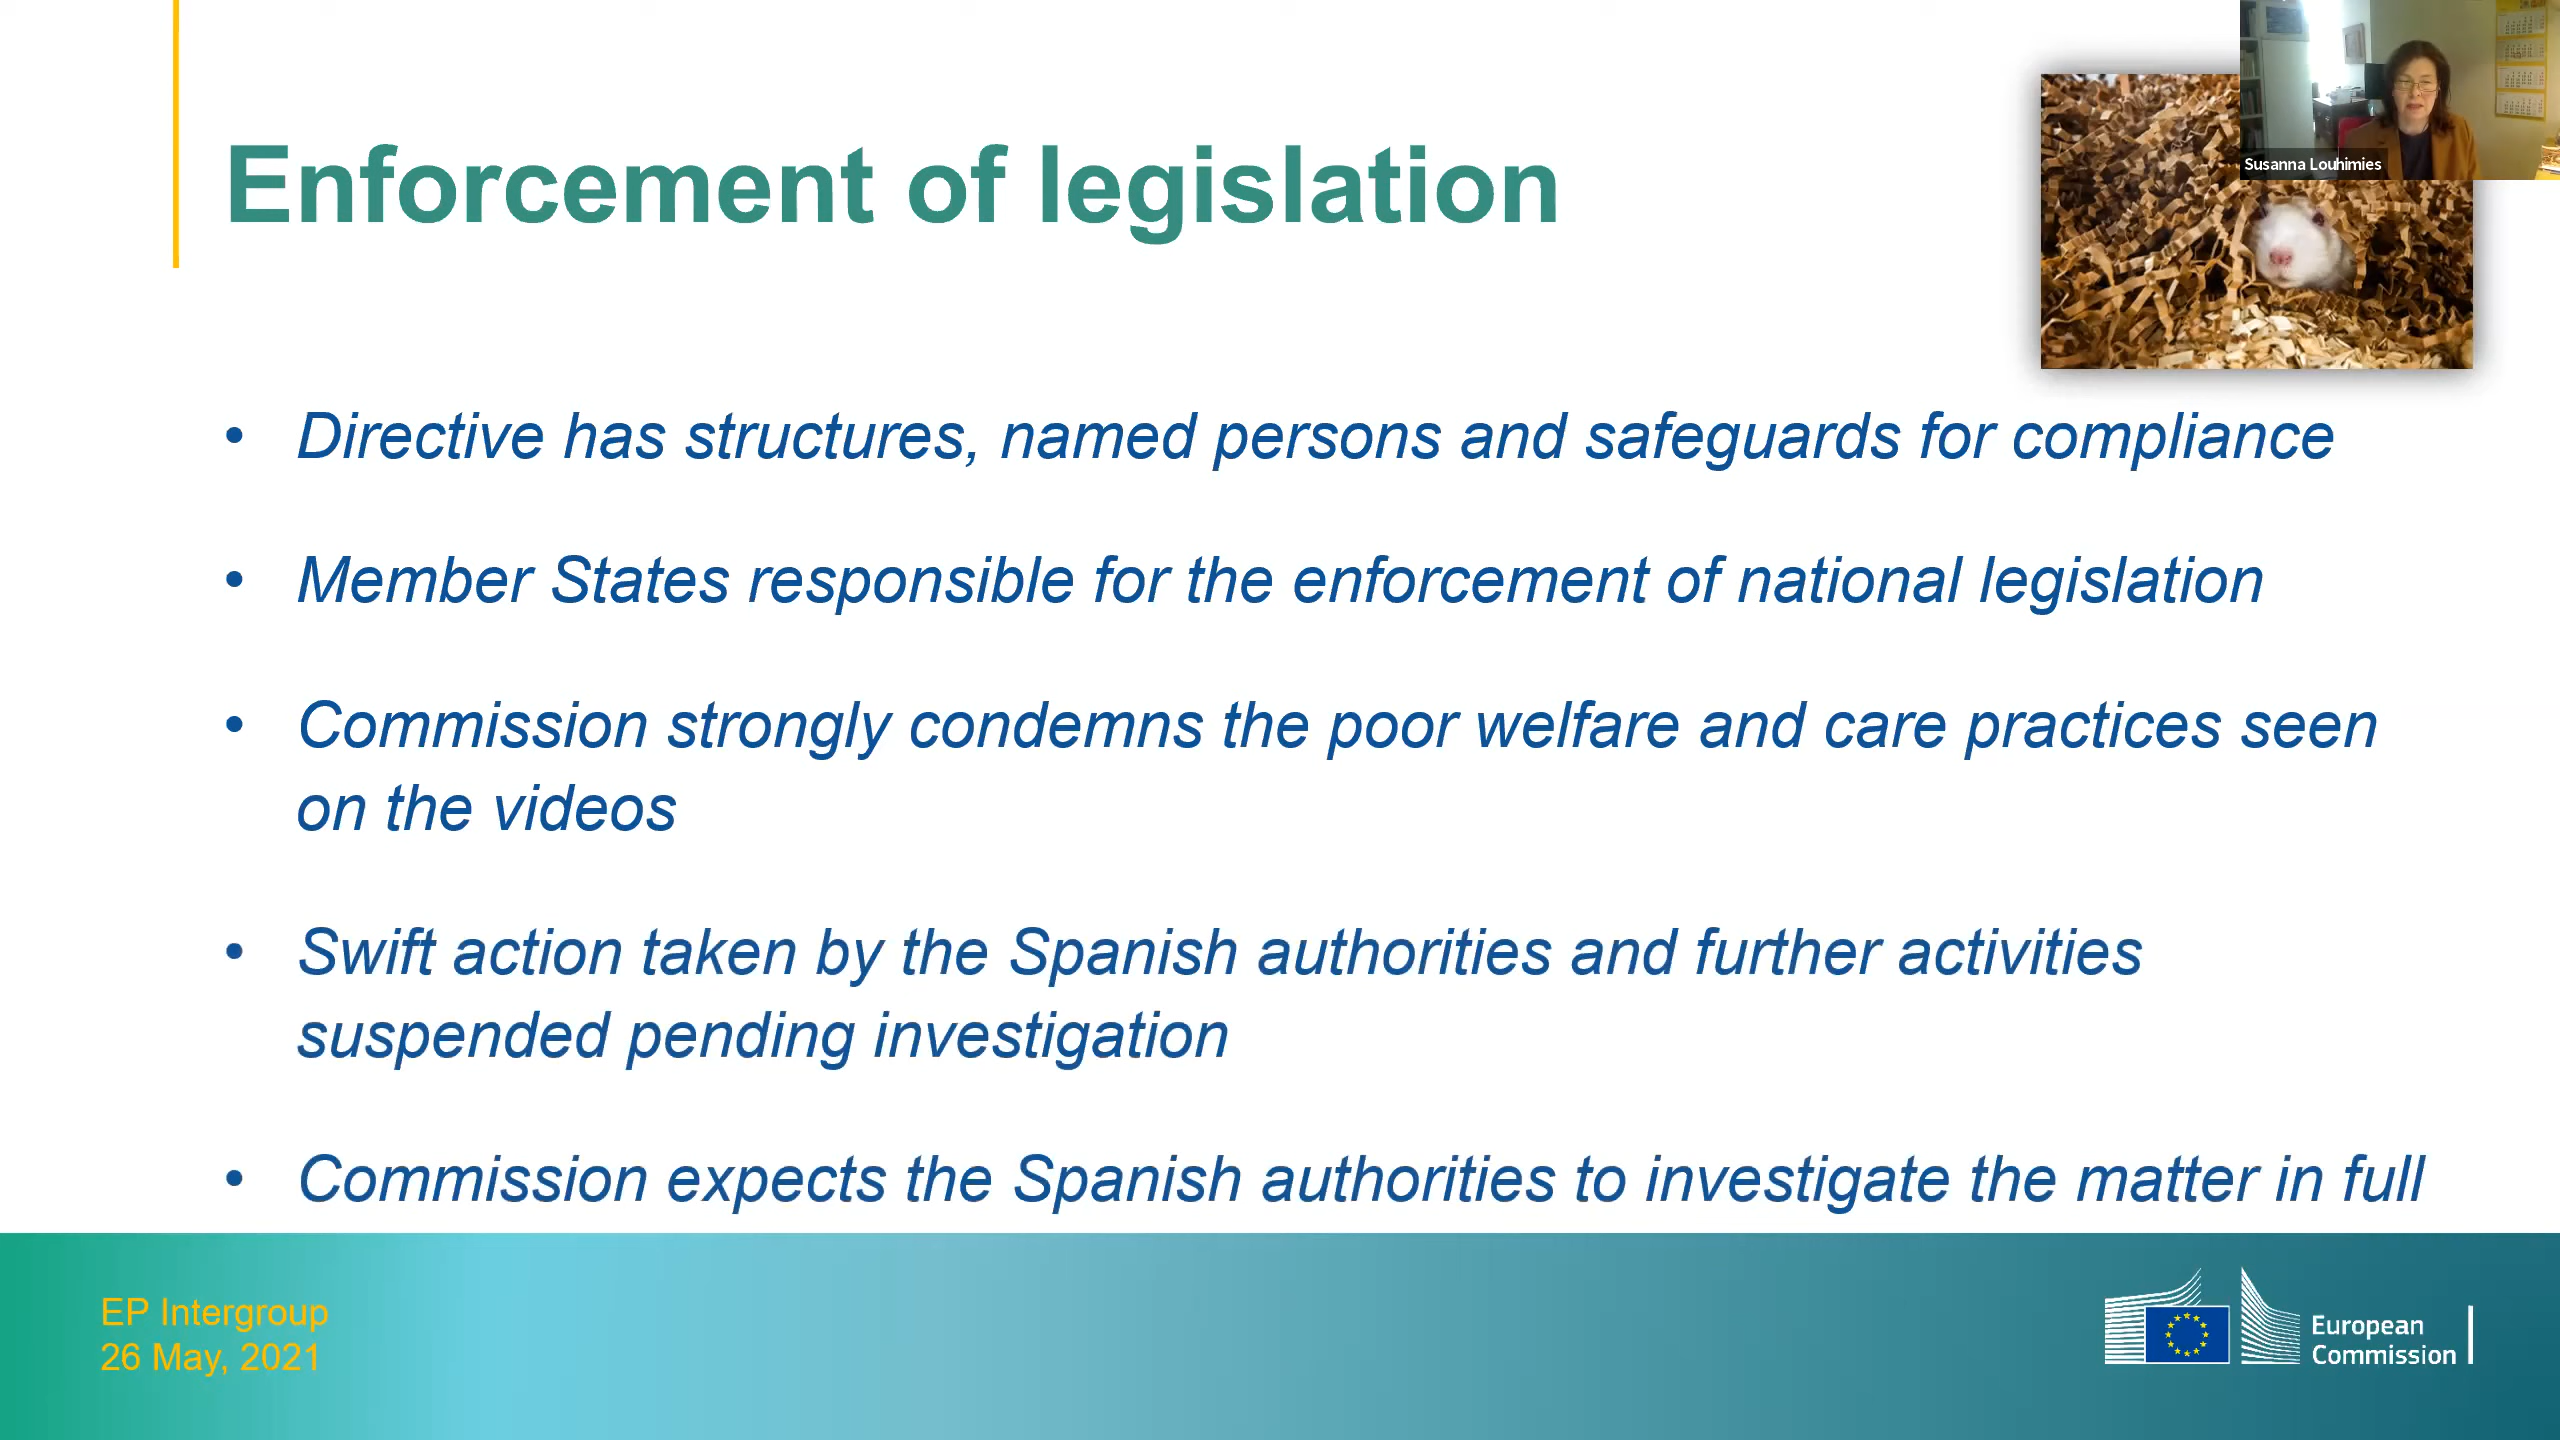 Susanna Louhimies
Enforcement of legislation
• Directive has structures, named persons and safeguards for compliance
• Member States responsible for the enforcement of national legislation
• Commission strongly condemns the poor welfare and care practices seen
on the videos
• Swift action taken by the Spanish authorities and further activities
suspended pending investigation
• Commission expects the Spanish authorities to investigate the matter in full
EP Intergroup
26 May, 2021
European
Commission